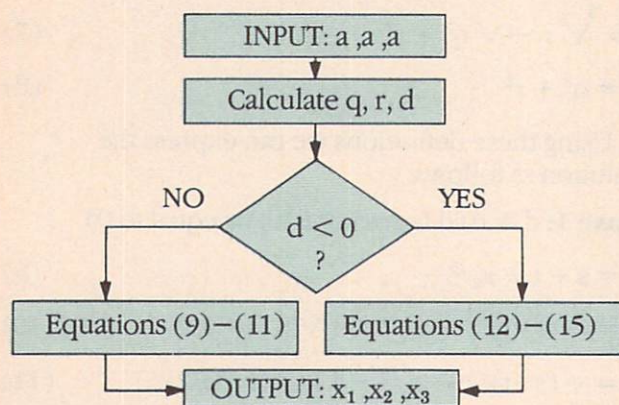 INPUT: a ,a ,a
Calculate q, r, d
NO
YES
d < 0
?
Equations (9)–(11)
Equations (12)–(15)
OUTPUT: x₁ ,x₂ ,x₃